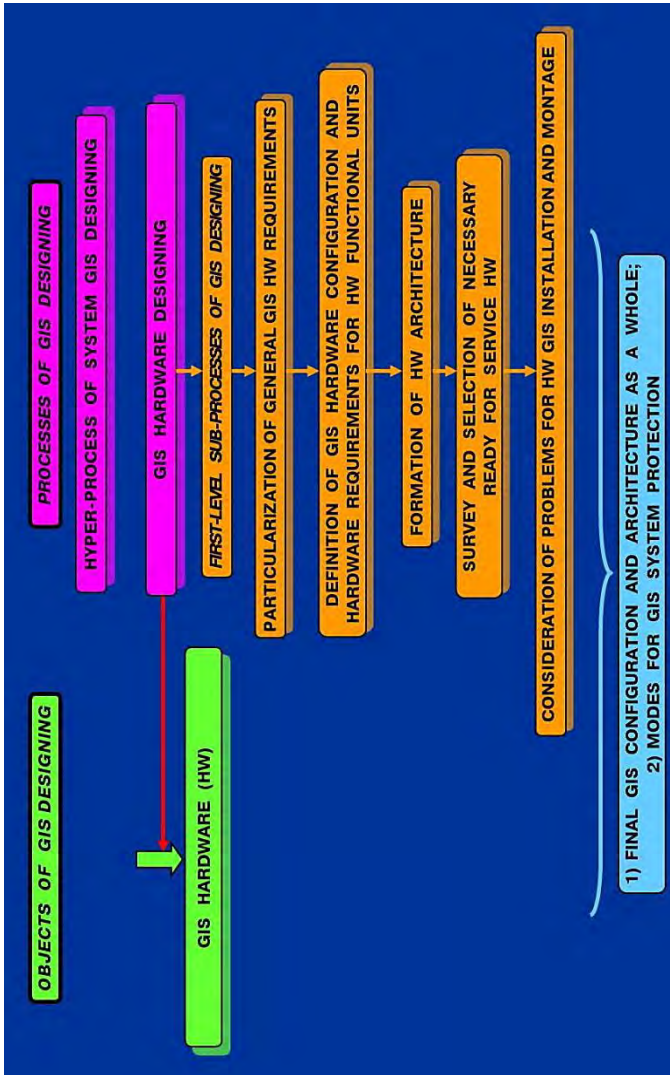 OBJECTS OF GIS DESIGNING
PROCESSES OF GIS DESIGNING
HYPER-PROCESS OF SYSTEM GIS DESIGNING
GIS HARDWARE DESIGNING
GIS HARDWARE (HW)
FIRST-LEVEL SUB-PROCESSES OF GIS DESIGNING
PARTICULARIZATION OF GENERAL GIS HW REQUIREMENTS
DEFINITION OF GIS HARDWARE CONFIGURATION AND
HARDWARE REQUIREMENTS FOR HW FUNCTIONAL UNITS
FORMATION OF HW ARCHITECTURE
SURVEY AND SELECTION OF NECESSARY
READY FOR SERVICE HW
CONSIDERATION OF PROBLEMS FOR HW GIS INSTALLATION AND MONTAGE
1) FINAL GIS CONFIGURATION AND ARCHITECTURE AS A WHOLE;
2) MODES FOR GIS SYSTEM PROTECTION